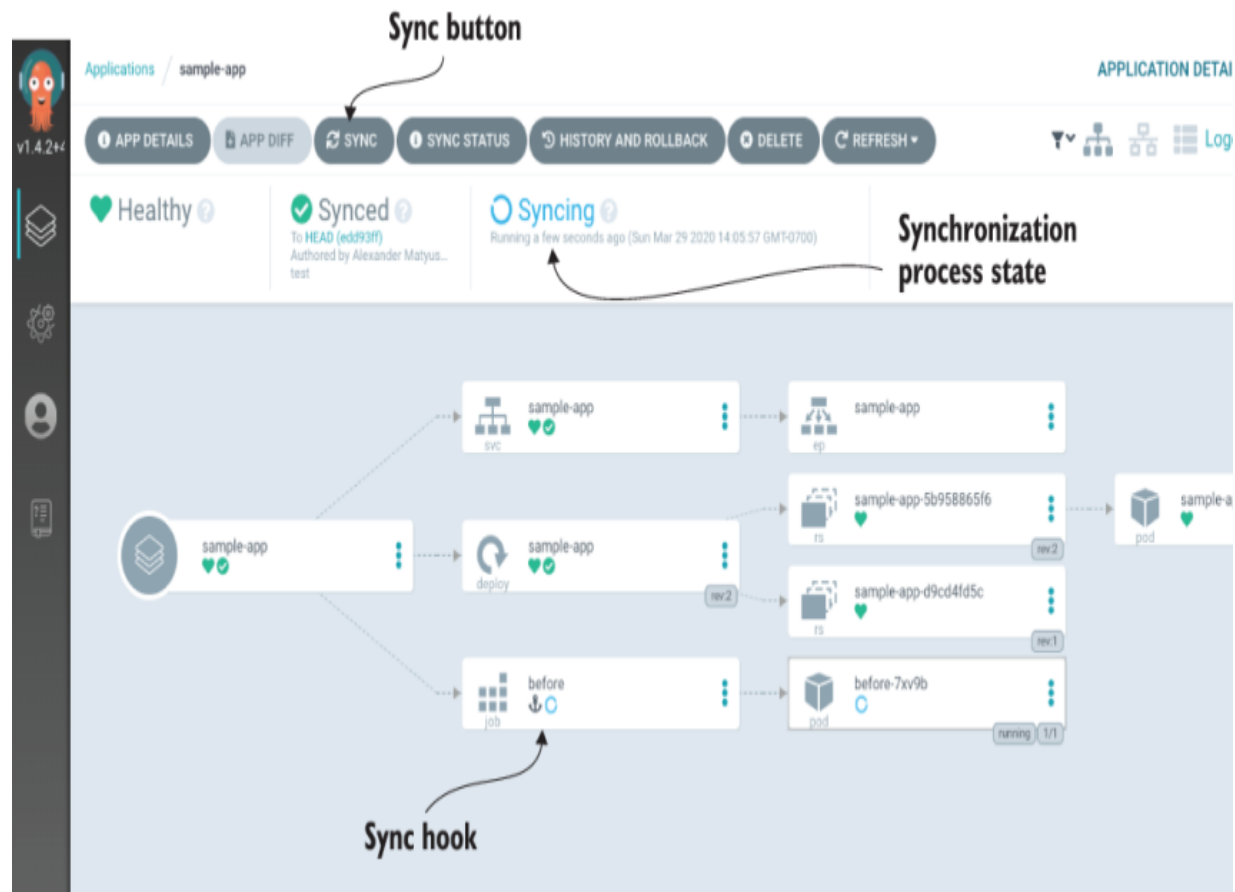 Sync button
Applications / sample-app
APPLICATION DETAI
v1.4.2+4
APP DETAILS
APP DIFF
SYNC
SYNC STATUS
HISTORY AND ROLLBACK
DELETE
REFRESH
Log
Healthy
Synced
To HEAD (edd93ff)
Authored by Alexander Matyus...
test
Syncing
Running a few seconds ago (Sun Mar 29 2020 14:05:57 GMT-0700)
Synchronization
process state
sample-app
svc
sample-app
ep
sample-app-5b958865f6
rs
rev:2
sample-a
pod
sample-app
sample-app
deploy
rev:2
sample-app-d9cd4fd5c
rs
rev:1
before
job
before-7xv9b
pod
running 1/1
Sync hook